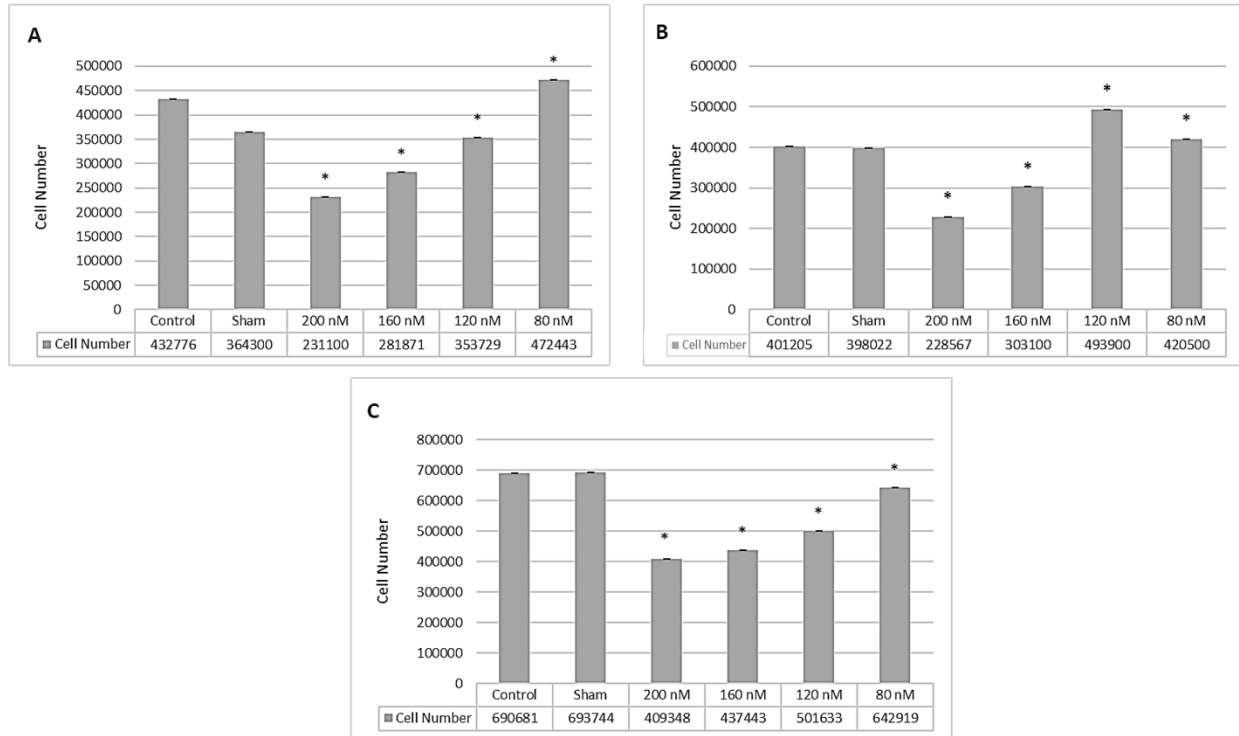 A
500000
450000
400000
350000
300000
250000
200000
150000
100000
50000
0
Cell Number
* * * *
Control Sham 200 nM 160 nM 120 nM 80 nM
Cell Number 432776 364300 231100 281871 353729 472443
B
600000
500000
400000
300000
200000
100000
0
Cell Number
* * * *
Control Sham 200 nM 160 nM 120 nM 80 nM
Cell Number 401205 398022 228567 303100 493900 420500
C
800000
700000
600000
500000
400000
300000
200000
100000
0
Cell Number
* * * *
Control Sham 200 nM 160 nM 120 nM 80 nM
Cell Number 690681 693744 409348 437443 501633 642919